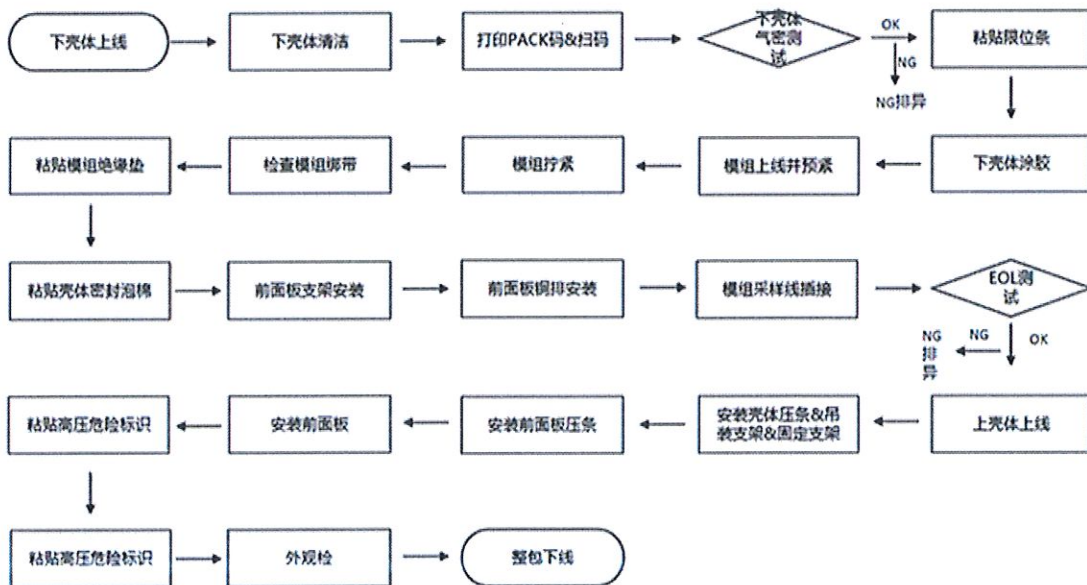 下壳体上线
下壳体清洁
打印PACK码&扫码
下壳体
气密测
试
OK
NG
NG排异
粘贴限位条
下壳体涂胶
模组上线并预紧
模组拧紧
检查模组绑带
粘贴模组绝缘垫
粘贴壳体密封泡棉
前面板支架安装
前面板铜排安装
模组采样线插接
EOL测
试
OK
NG
NG
排
异
上壳体上线
安装壳体压条&吊
装支架&固定支架
安装前面板压条
安装前面板
粘贴高压危险标识
粘贴高压危险标识
外观检
整包下线